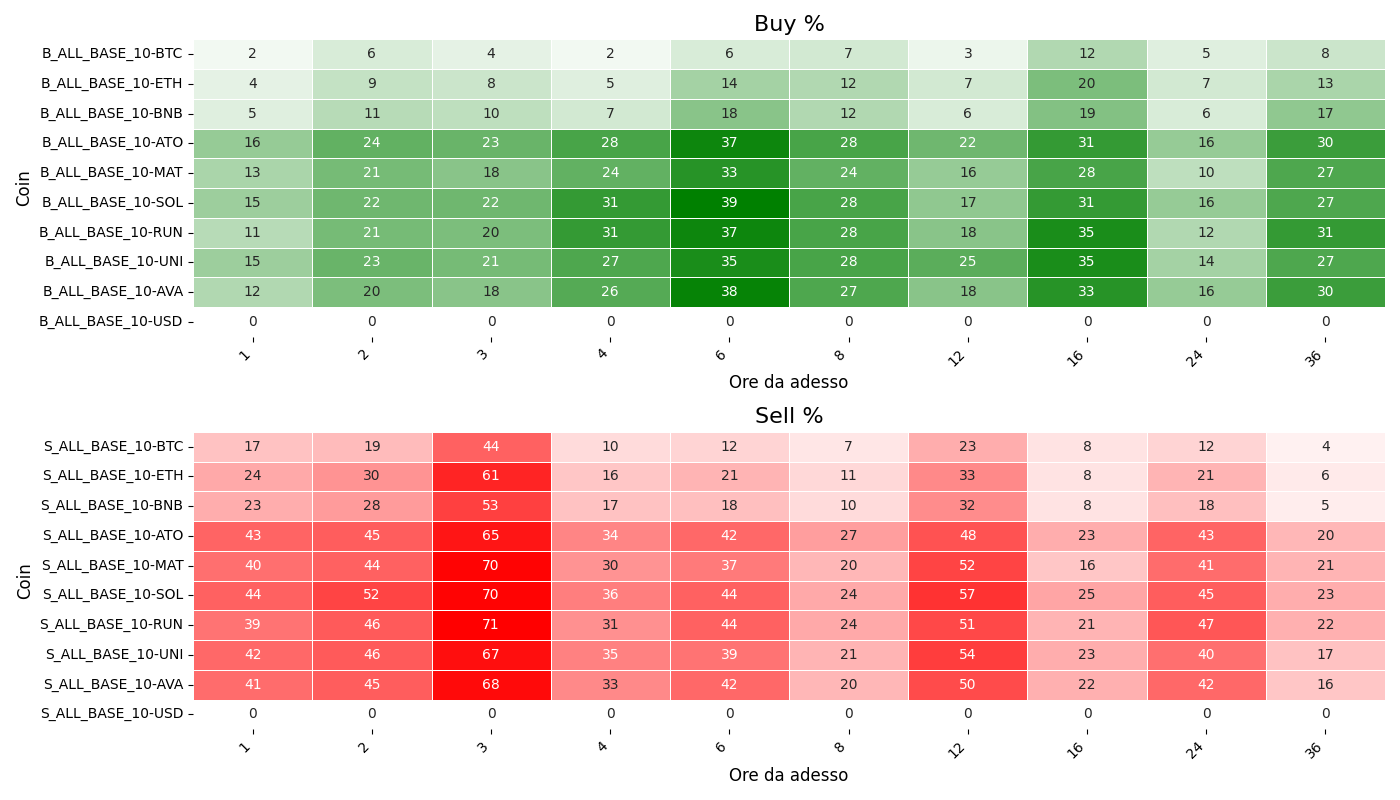 Buy %
Coin
B_ALL_BASE_10-BTC 2 6 4 2 6 7 3 12 5 8
B_ALL_BASE_10-ETH 4 9 8 5 14 12 7 20 7 13
B_ALL_BASE_10-BNB 5 11 10 7 18 12 6 19 6 17
B_ALL_BASE_10-ATO 16 24 23 28 37 28 22 31 16 30
B_ALL_BASE_10-MAT 13 21 18 24 33 24 16 28 10 27
B_ALL_BASE_10-SOL 15 22 22 31 39 28 17 31 16 27
B_ALL_BASE_10-RUN 11 21 20 31 37 28 18 35 12 31
B_ALL_BASE_10-UNI 15 23 21 27 35 28 25 35 14 27
B_ALL_BASE_10-AVA 12 20 18 26 38 27 18 33 16 30
B_ALL_BASE_10-USD 0 0 0 0 0 0 0 0 0 0
1 2 3 4 6 8 12 16 24 36
Ore da adesso
Sell %
Coin
S_ALL_BASE_10-BTC 17 19 44 10 12 7 23 8 12 4
S_ALL_BASE_10-ETH 24 30 61 16 21 11 33 8 21 6
S_ALL_BASE_10-BNB 23 28 53 17 18 10 32 8 18 5
S_ALL_BASE_10-ATO 43 45 65 34 42 27 48 23 43 20
S_ALL_BASE_10-MAT 40 44 70 30 37 20 52 16 41 21
S_ALL_BASE_10-SOL 44 52 70 36 44 24 57 25 45 23
S_ALL_BASE_10-RUN 39 46 71 31 44 24 51 21 47 22
S_ALL_BASE_10-UNI 42 46 67 35 39 21 54 23 40 17
S_ALL_BASE_10-AVA 41 45 68 33 42 20 50 22 42 16
S_ALL_BASE_10-USD 0 0 0 0 0 0 0 0 0 0
1 2 3 4 6 8 12 16 24 36
Ore da adesso